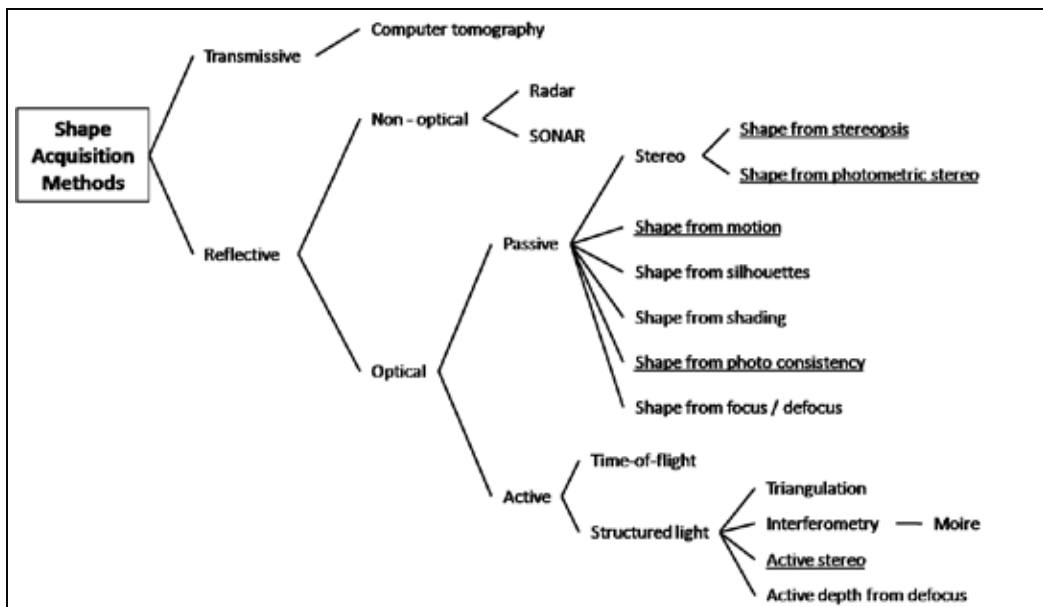 Computer tomography
Transmissive
Radar
Non - optical
Shape
Acquisition
Methods
SONAR
Shape from stereopsis
Stereo
Shape from photometric stereo
Shape from motion
Reflective
Passive
Shape from silhouettes
Shape from shading
Shape from photo consistency
Optical
Shape from focus / defocus
Time-of-flight
Active
Triangulation
Structured light
Interferometry
Moire
Active stereo
Active depth from defocus